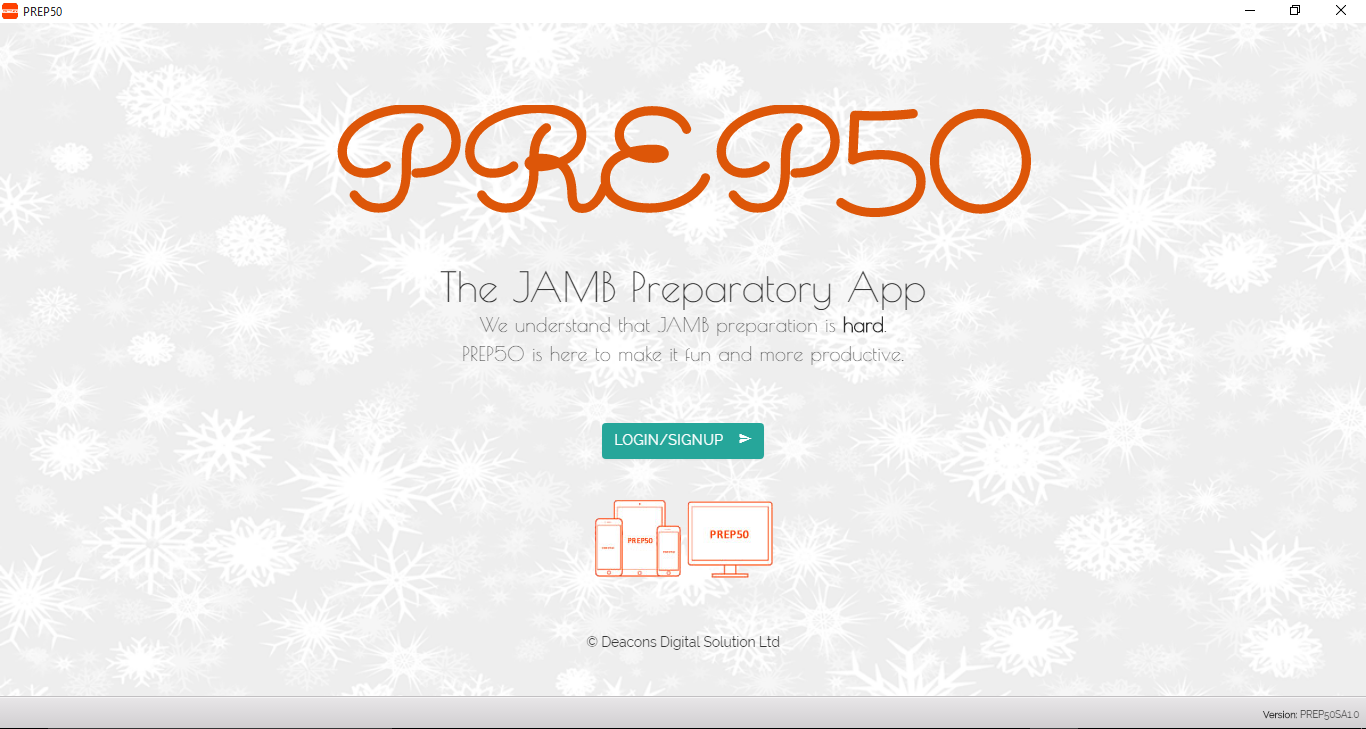 PREP50
PREP50
The JAMB Preparatory App
We understand that JAMB preparation is hard.
PREP50 is here to make it fun and more productive.
LOGIN/SIGNUP
PREP50 PREP50 PREP50 PREP50
© Deacons Digital Solution Ltd
Version: PREP50SA1.0